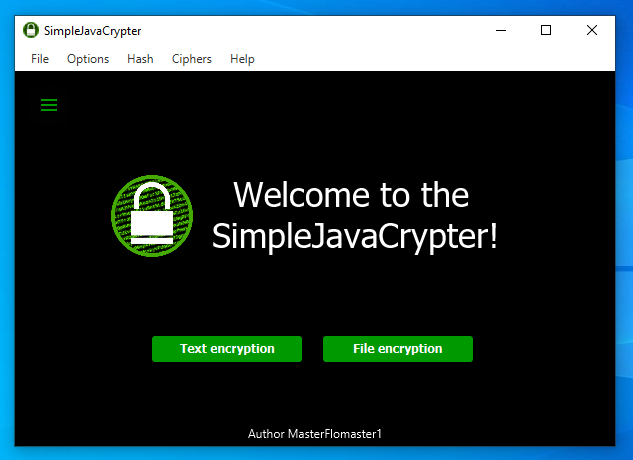 SimpleJavaCrypter
File Options Hash Ciphers Help
Welcome to the
SimpleJavaCrypter!
Text encryption File encryption
Author MasterFlomaster1